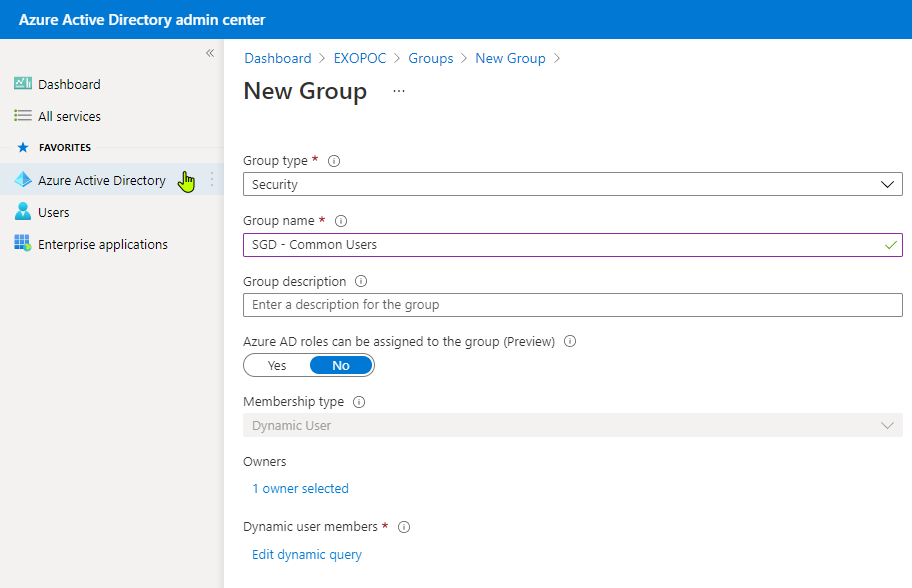 Azure Active Directory admin center
«
Dashboard
All services
FAVORITES
Azure Active Directory
Users
Enterprise applications
Dashboard > EXOPOC > Groups > New Group >
New Group ...
Group type *
Security
Group name *
SGD - Common Users
Group description
Enter a description for the group
Azure AD roles can be assigned to the group (Preview)
Yes No
Membership type
Dynamic User
Owners
1 owner selected
Dynamic user members *
Edit dynamic query